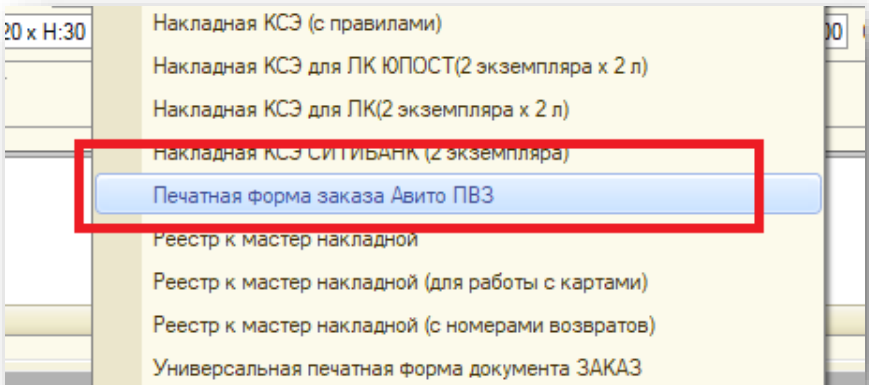 Накладная КСЭ (с правилами)
20 x H:30
00
Накладная КСЭ для ЛК ЮПОСТ(2 экземпляра х 2 л)
Накладная КСЭ для ЛК(2 экземпляра х 2 л)
Накладная КСЭ СИТИБАНК (2 экземпляра)
Печатная форма заказа Авито ПВЗ
Реестр к мастер накладной
Реестр к мастер накладной (для работы с картами)
Реестр к мастер накладной (с номерами возвратов)
Универсальная печатная форма документа ЗАКАЗ